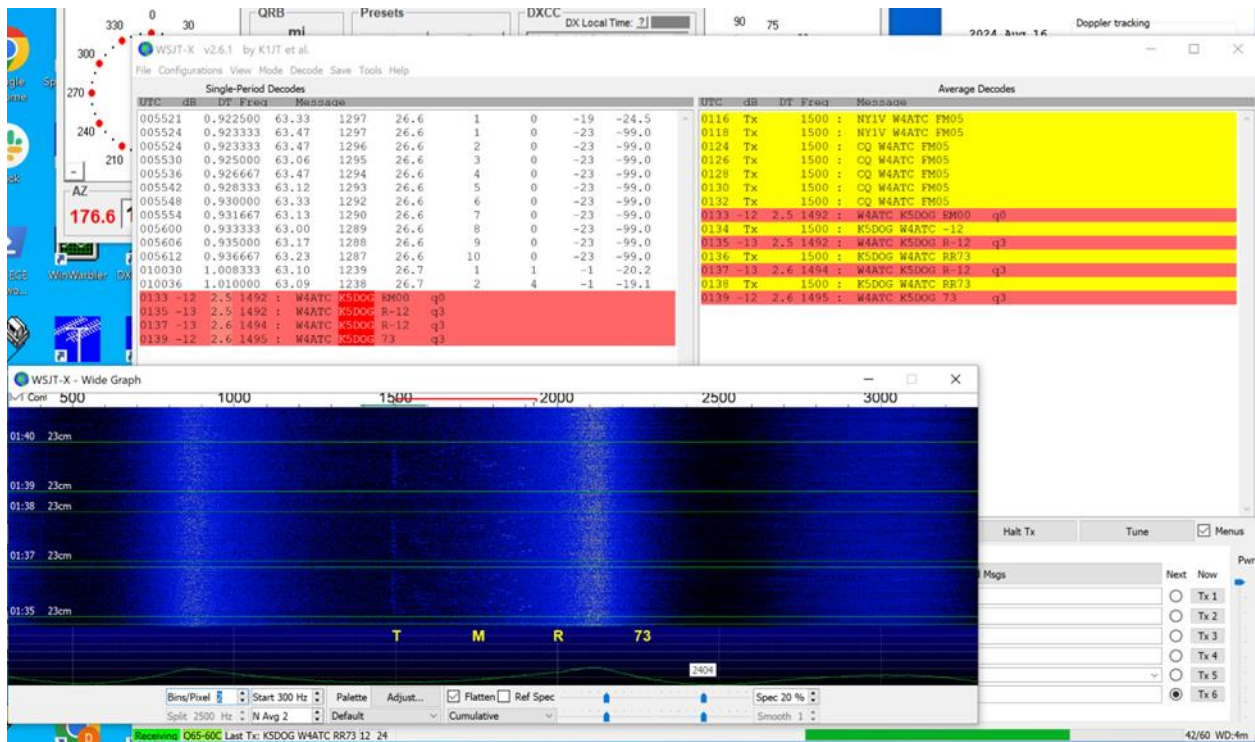 QRB Presets DXCC
330 0 30 mi DX Local Time: ? 90 75 Doppler tracking
2024 Aug 16
300
270
240
210
-
AZ
176.6
WinWarbler
WSJT-X v2.6.1 by K1JT et al.
File Configurations View Mode Decode Save Tools Help
Single-Period Decodes
UTC dB DT Freq Message
005521 0.922500 63.33 1297 26.6 1 0 -19 -24.5
005524 0.923333 63.47 1297 26.6 1 0 -23 -99.0
005524 0.923333 63.47 1296 26.6 2 0 -23 -99.0
005530 0.925000 63.06 1295 26.6 3 0 -23 -99.0
005536 0.926667 63.47 1294 26.6 4 0 -23 -99.0
005542 0.928333 63.12 1293 26.6 5 0 -23 -99.0
005548 0.930000 63.33 1292 26.6 6 0 -23 -99.0
005554 0.931667 63.13 1290 26.6 7 0 -23 -99.0
005600 0.933333 63.00 1289 26.6 8 0 -23 -99.0
005606 0.935000 63.17 1288 26.6 9 0 -23 -99.0
005612 0.936667 63.23 1287 26.6 10 0 -23 -99.0
010030 1.008333 63.10 1239 26.7 1 1 -1 -20.2
010036 1.010000 63.09 1238 26.7 2 4 -1 -19.1
0133 -12 2.5 1492 : W4ATC K5DOG EM00 q0
0135 -13 2.5 1492 : W4ATC K5DOG R-12 q3
0137 -13 2.6 1494 : W4ATC K5DOG R-12 q3
0139 -12 2.6 1495 : W4ATC K5DOG 73 q3
Average Decodes
UTC dB DT Freq Message
0116 Tx 1500 : NY1V W4ATC FM05
0118 Tx 1500 : NY1V W4ATC FM05
0124 Tx 1500 : CQ W4ATC FM05
0126 Tx 1500 : CQ W4ATC FM05
0128 Tx 1500 : CQ W4ATC FM05
0130 Tx 1500 : CQ W4ATC FM05
0132 Tx 1500 : CQ W4ATC FM05
0133 -12 2.5 1492 : W4ATC K5DOG EM00 q0
0134 Tx 1500 : K5DOG W4ATC -12
0135 -13 2.5 1492 : W4ATC K5DOG R-12 q3
0136 Tx 1500 : K5DOG W4ATC RR73
0137 -13 2.6 1494 : W4ATC K5DOG R-12 q3
0138 Tx 1500 : K5DOG W4ATC RR73
0139 -12 2.6 1495 : W4ATC K5DOG 73 q3
WSJT-X - Wide Graph
Cont 500 1000 1500 2000 2500 3000
01:40 23cm
01:39 23cm
01:38 23cm
01:37 23cm
01:35 23cm
T M R 73
2404
Bins/Pixel 2 Start 300 Hz Palette Adjust... Flatten Ref Spec Spec 20 %
Split 2500 Hz N Avg 2 Default Cumulative Smooth 1
Halt Tx Tune Menus
Pwr
Msgs Next Now
Tx 1
Tx 2
Tx 3
Tx 4
Tx 5
Tx 6
Receiving Q65-60C Last Tx: K5DOG W4ATC RR73 12 24 42/60 WD:4m